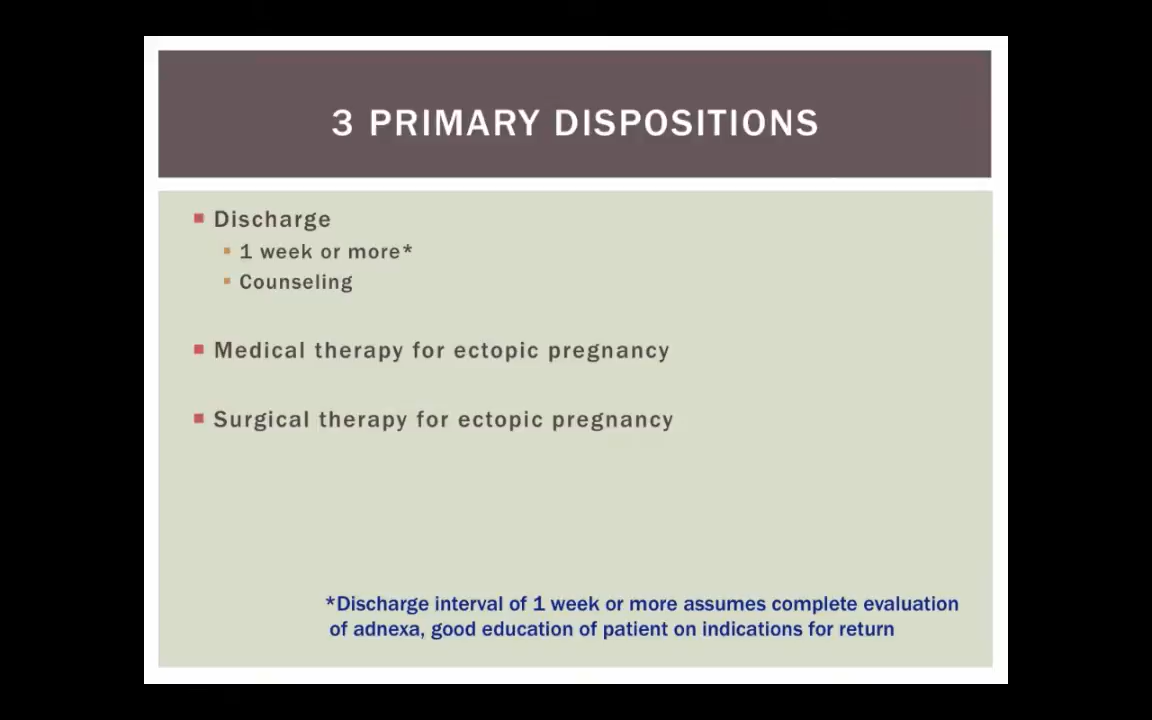 3 PRIMARY DISPOSITIONS
Discharge
1 week or more*
Counseling
Medical therapy for ectopic pregnancy
Surgical therapy for ectopic pregnancy
*Discharge interval of 1 week or more assumes complete evaluation
of adnexa, good education of patient on indications for return